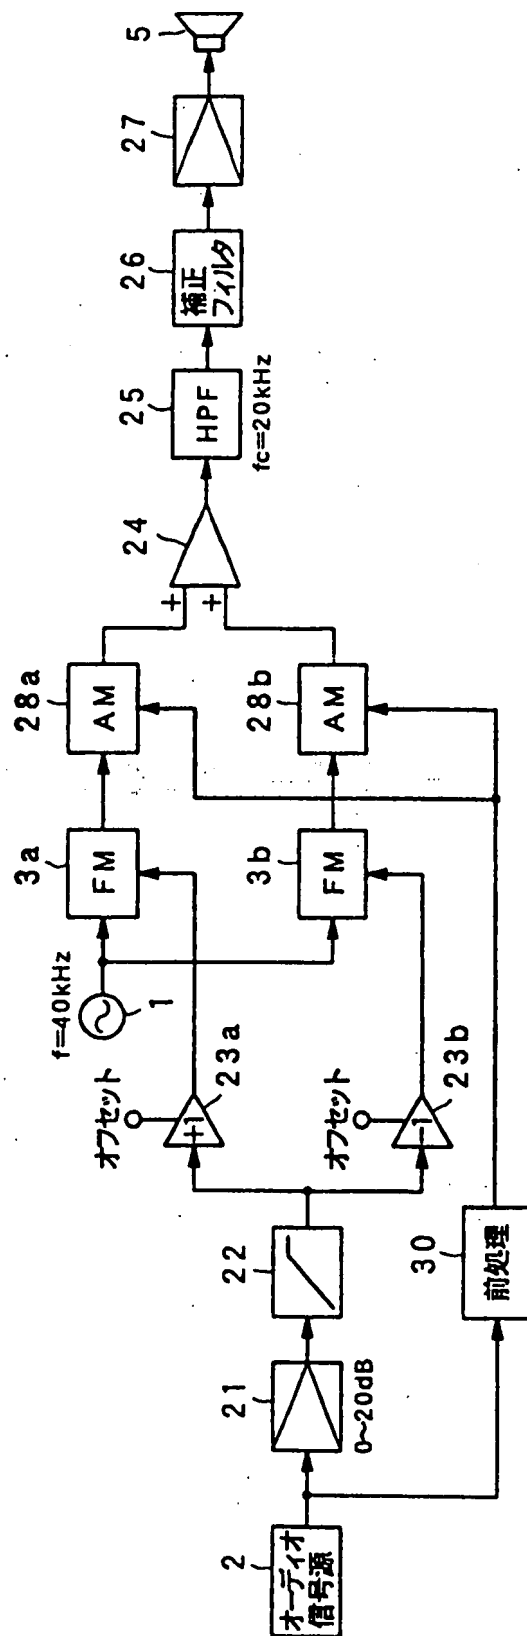 2
オーディオ
信号源
21
0~20dB
22
30
前処理
オフセット
+1
23a
オフセット
-1
23b
f=40kHz
1
3a
FM
3b
FM
28a
AM
28b
AM
+
+
24
25
HPF
fc=20kHz
26
補正
フィルタ
27
5